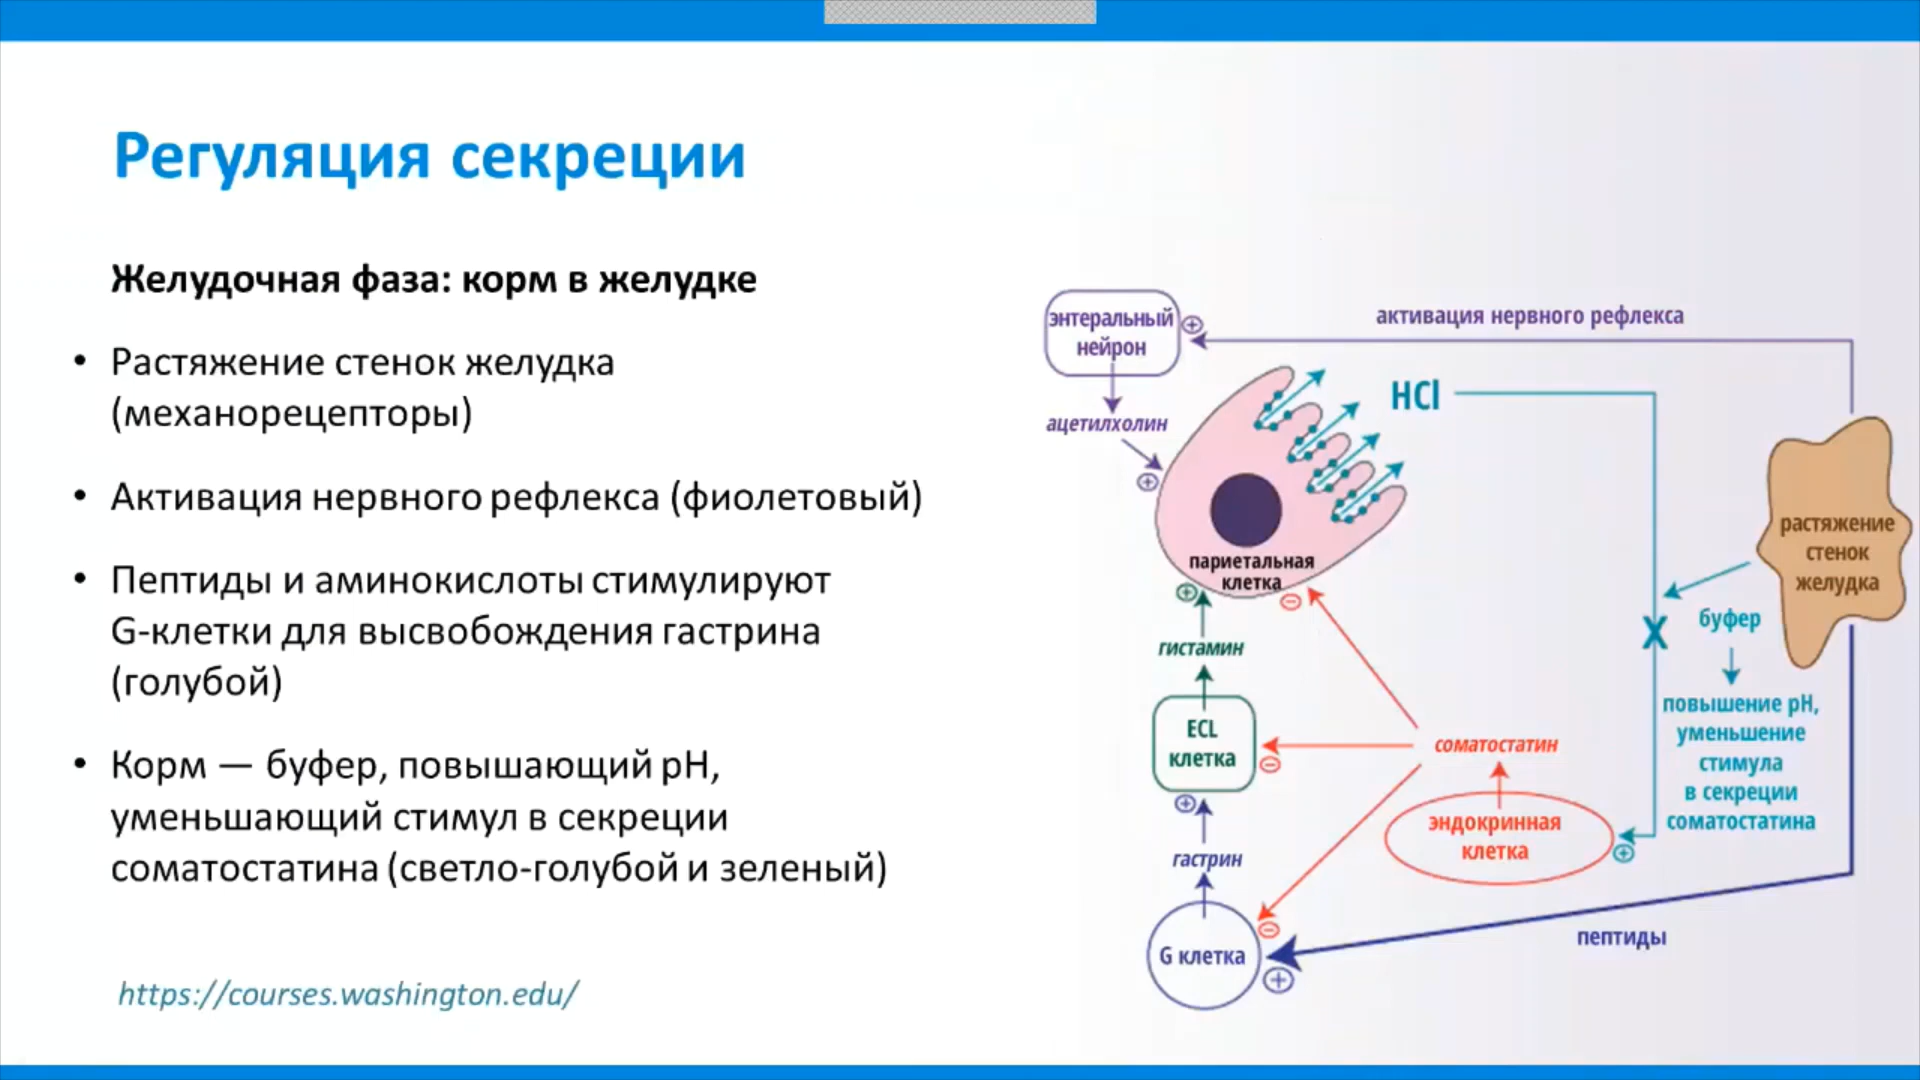 Регуляция секреции
Желудочная фаза: корм в желудке
• Растяжение стенок желудка
(механорецепторы)
• Активация нервного рефлекса (фиолетовый)
• Пептиды и аминокислоты стимулируют
G-клетки для высвобождения гастрина
(голубой)
• Корм — буфер, повышающий pH,
уменьшающий стимул в секреции
соматостатина (светло-голубой и зеленый)
https://courses.washington.edu/
энтеральный
нейрон
активация нервного рефлекса
ацетилхолин
HCl
париетальная
клетка
растяжение
стенок
желудка
гистамин
X
буфер
повышение pH,
уменьшение
стимула
в секреции
соматостатина
ECL
клетка
соматостатин
эндокринная
клетка
гастрин
G клетка
пептиды